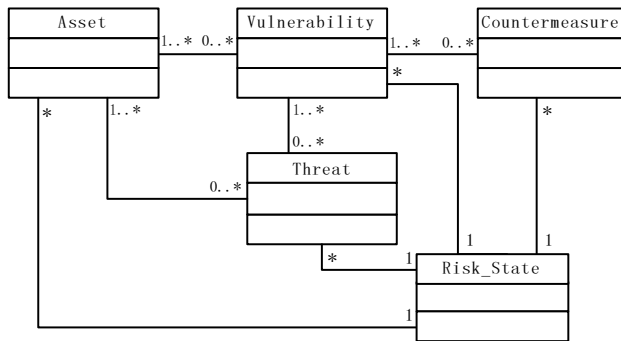 Asset Vulnerability Countermeasure
1..* 0..* 1..* 0..*
* 1..* 1..* * *
0..*
Threat
0..*
* 1 1 1
Risk_State
1